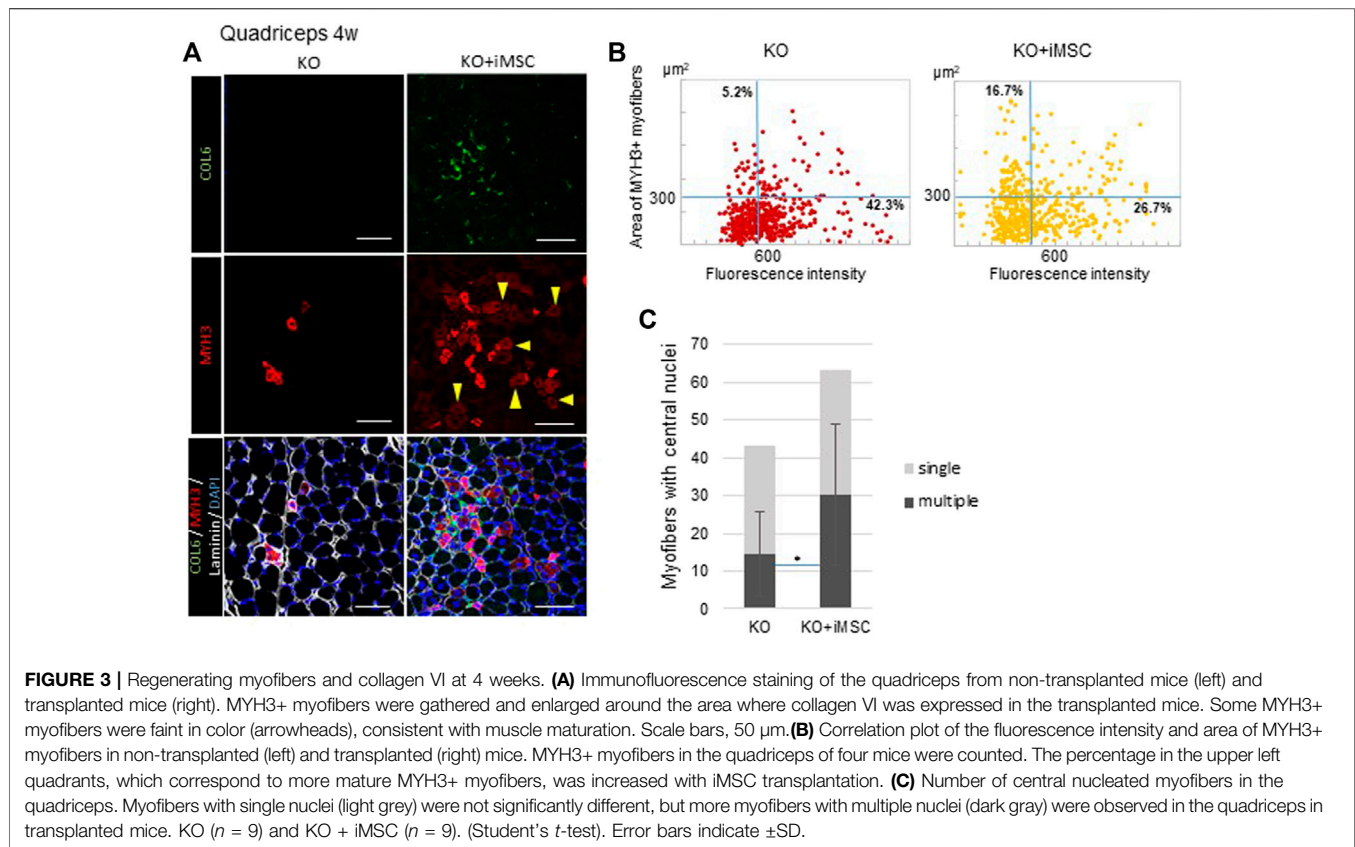 Quadriceps 4w
A
KO
KO+iMSC
COL6
MYH3
COL6 / MYH3 /
Laminin / DAPI
B
KO
KO+iMSC
µm²
µm²
Area of MYH3+ myofibers
5.2%
16.7%
300
42.3%
300
26.7%
600
600
Fluorescence intensity
Fluorescence intensity
C
Myofibers with central nuclei
70
60
50
40
30
20
10
0
*
KO
KO+iMSC
single
multiple
FIGURE 3 | Regenerating myofibers and collagen VI at 4 weeks. (A) Immunofluorescence staining of the quadriceps from non-transplanted mice (left) and
transplanted mice (right). MYH3+ myofibers were gathered and enlarged around the area where collagen VI was expressed in the transplanted mice. Some MYH3+
myofibers were faint in color (arrowheads), consistent with muscle maturation. Scale bars, 50 µm.(B) Correlation plot of the fluorescence intensity and area of MYH3+
myofibers in non-transplanted (left) and transplanted (right) mice. MYH3+ myofibers in the quadriceps of four mice were counted. The percentage in the upper left
quadrants, which correspond to more mature MYH3+ myofibers, was increased with iMSC transplantation. (C) Number of central nucleated myofibers in the
quadriceps. Myofibers with single nuclei (light grey) were not significantly different, but more myofibers with multiple nuclei (dark gray) were observed in the quadriceps in
transplanted mice. KO (n = 9) and KO + iMSC (n = 9). (Student's t-test). Error bars indicate ±SD.